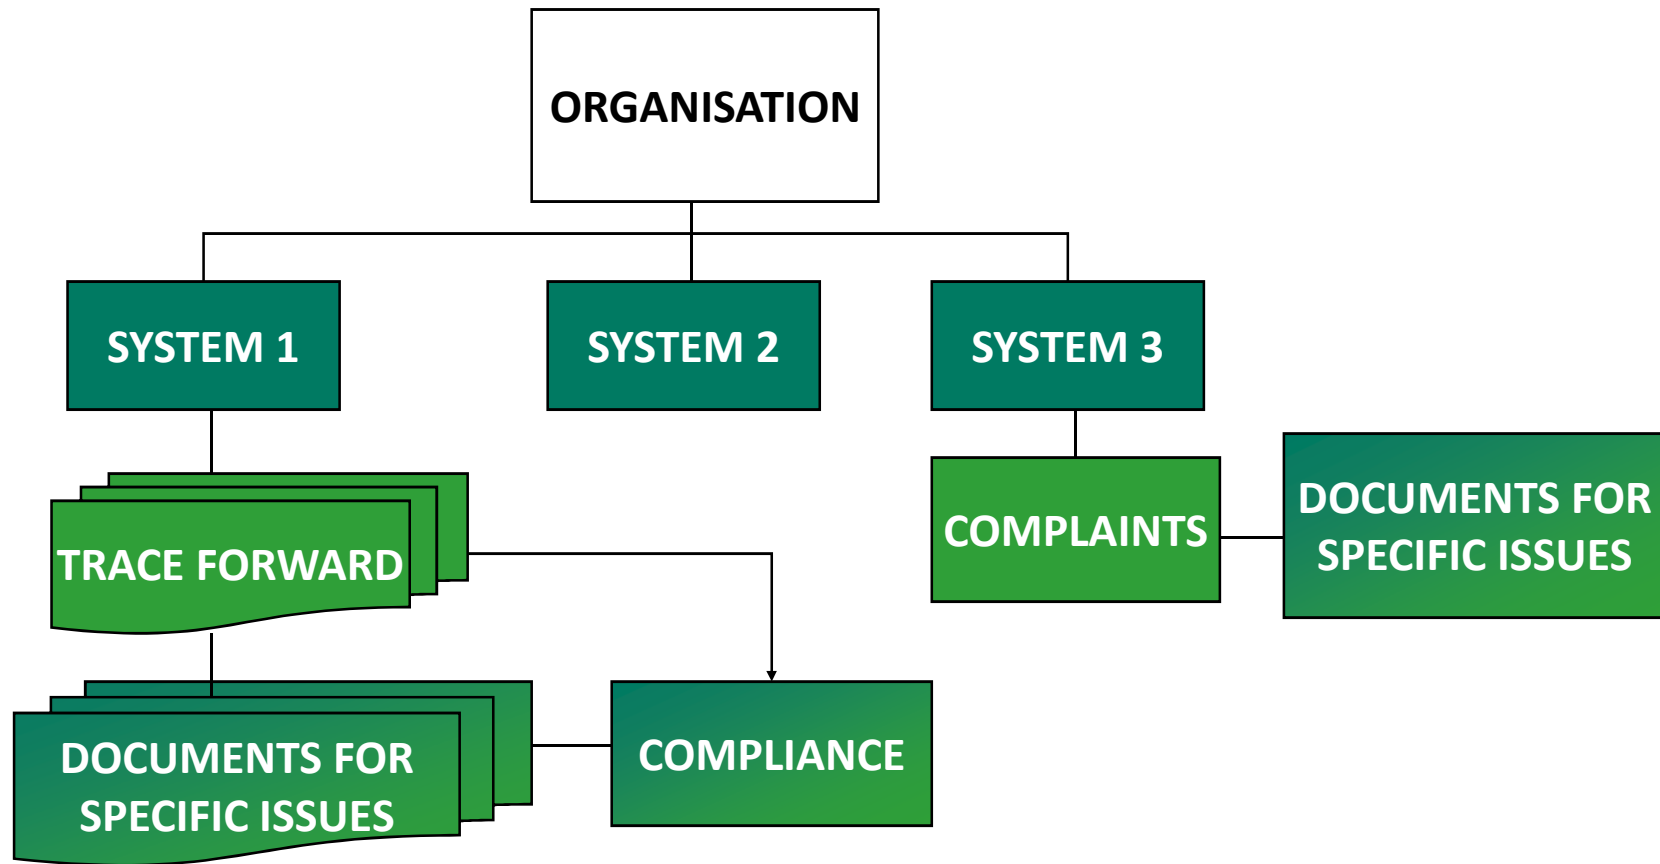 ORGANISATION
SYSTEM 1
SYSTEM 2
SYSTEM 3
TRACE FORWARD
COMPLAINTS
DOCUMENTS FOR
SPECIFIC ISSUES
DOCUMENTS FOR
SPECIFIC ISSUES
COMPLIANCE